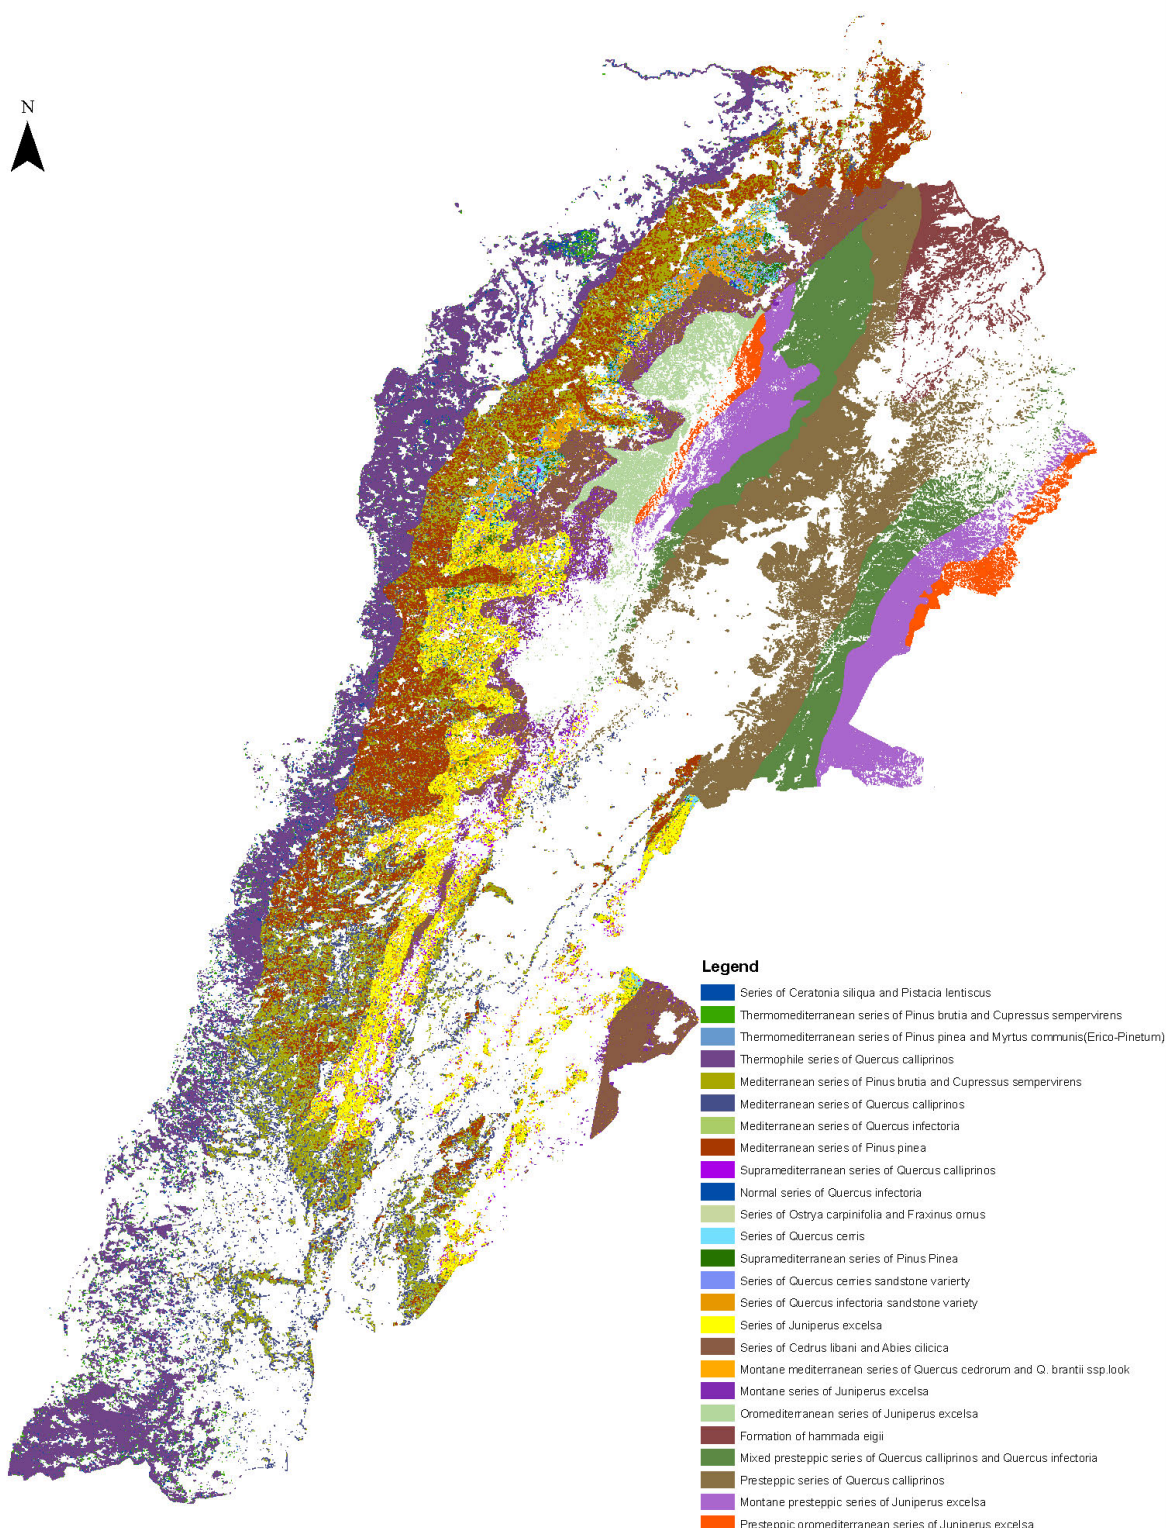 N
Legend
Series of Ceratonia siliqua and Pistacia lentiscus
Thermomediterranean series of Pinus brutia and Cupressus sempervirens
Thermomediterranean series of Pinus pinea and Myrtus communis(Erico-Pinetum)
Thermophile series of Quercus calliprinos
Mediterranean series of Pinus brutia and Cupressus sempervirens
Mediterranean series of Quercus calliprinos
Mediterranean series of Quercus infectoria
Mediterranean series of Pinus pinea
Supramediterranean series of Quercus calliprinos
Normal series of Quercus infectoria
Series of Ostrya carpinifolia and Fraxinus ornus
Series of Quercus cerris
Supramediterranean series of Pinus Pinea
Series of Quercus cerries sandstone varierty
Series of Quercus infectoria sandstone variety
Series of Juniperus excelsa
Series of Cedrus libani and Abies cilicica
Montane mediterranean series of Quercus cedrorum and Q. brantii ssp.look
Montane series of Juniperus excelsa
Oromediterranean series of Juniperus excelsa
Formation of hammada eigii
Mixed presteppic series of Quercus calliprinos and Quercus infectoria
Presteppic series of Quercus calliprinos
Montane presteppic series of Juniperus excelsa
Presteppic oromediterranean series of Juniperus excelsa